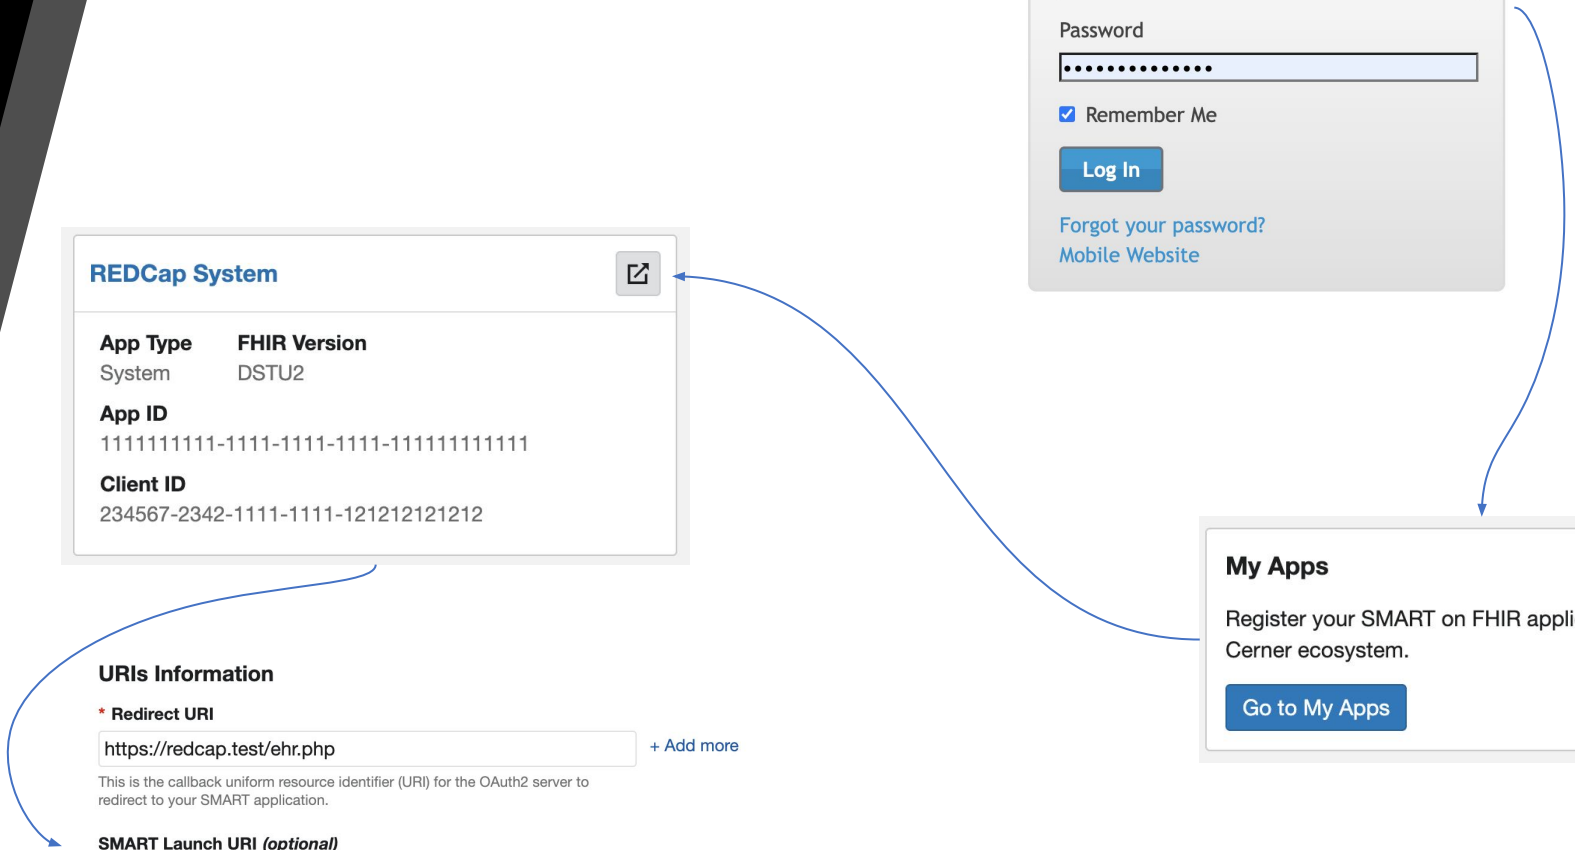 Password
••••••••••••••
Remember Me
Log In
Forgot your password?
Mobile Website
My Apps
Register your SMART on FHIR appli
Cerner ecosystem.
Go to My Apps
REDCap System
App Type FHIR Version
System DSTU2
App ID
1111111111-1111-1111-1111-111111111111
Client ID
234567-2342-1111-1111-121212121212
URIs Information
* Redirect URI
https://redcap.test/ehr.php
+ Add more
This is the callback uniform resource identifier (URI) for the OAuth2 server to
redirect to your SMART application.
SMART Launch URI (optional)